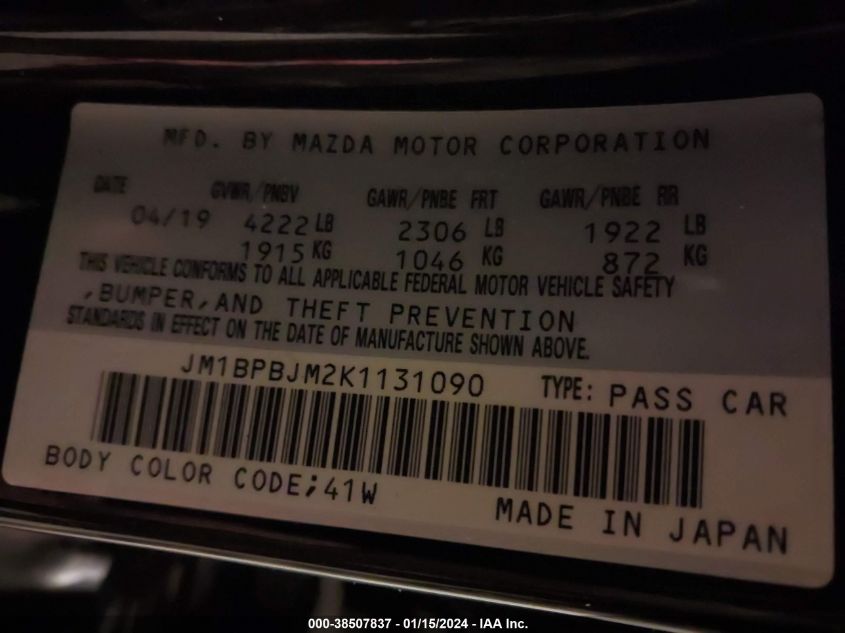 MFD. BY MAZDA MOTOR CORPORATION
DATE GVWR/PNBV GAWR/PNBE FRT GAWR/PNBE RR
04/19 4222 LB 2306 LB 1922 LB
1915 KG 1046 KG 872 KG
THIS VEHICLE CONFORMS TO ALL APPLICABLE FEDERAL MOTOR VEHICLE SAFETY
,BUMPER,AND THEFT PREVENTION
STANDARDS IN EFFECT ON THE DATE OF MANUFACTURE SHOWN ABOVE.
JM1BPBJM2K1131090 TYPE: PASS CAR
BODY COLOR CODE;41W
MADE IN JAPAN
000-38507837 - 01/15/2024 - IAA Inc.